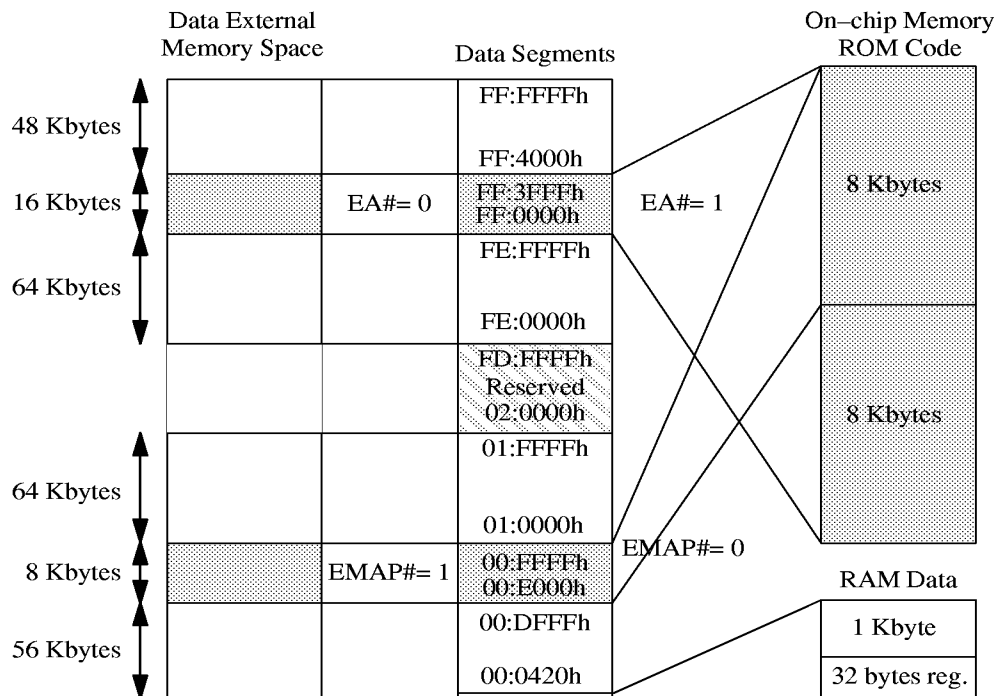 Data External
Memory Space
Data Segments
On–chip Memory
ROM Code
48 Kbytes
FF:FFFFh
FF:4000h
16 Kbytes
EA#= 0
FF:3FFFh
FF:0000h
EA#= 1
8 Kbytes
64 Kbytes
FE:FFFFh
FE:0000h
FD:FFFFh
Reserved
02:0000h
8 Kbytes
64 Kbytes
01:FFFFh
01:0000h
8 Kbytes
EMAP#= 1
00:FFFFh
00:E000h
EMAP#= 0
RAM Data
56 Kbytes
00:DFFFh
00:0420h
1 Kbyte
32 bytes reg.